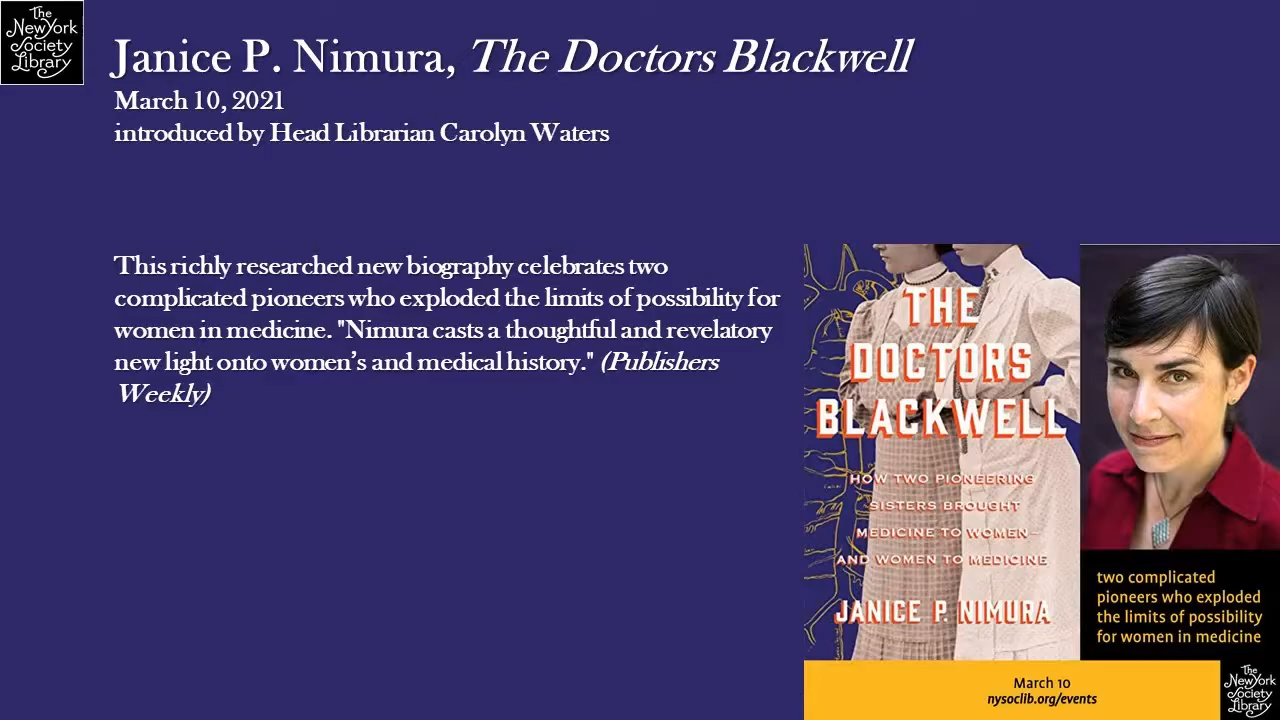 The
New York
Society
Library
Janice P. Nimura, The Doctors Blackwell
March 10, 2021
introduced by Head Librarian Carolyn Waters
This richly researched new biography celebrates two
complicated pioneers who exploded the limits of possibility for
women in medicine. "Nimura casts a thoughtful and revelatory
new light onto women’s and medical history." (Publishers
Weekly)
THE
DOCTORS
BLACKWELL
HOW TWO PIONEERING
SISTERS BROUGHT
MEDICINE TO WOMEN—
AND WOMEN TO MEDICINE
JANICE P. NIMURA
two complicated
pioneers who exploded
the limits of possibility
for women in medicine
March 10
nysoclib.org/events
The
New York
Society
Library